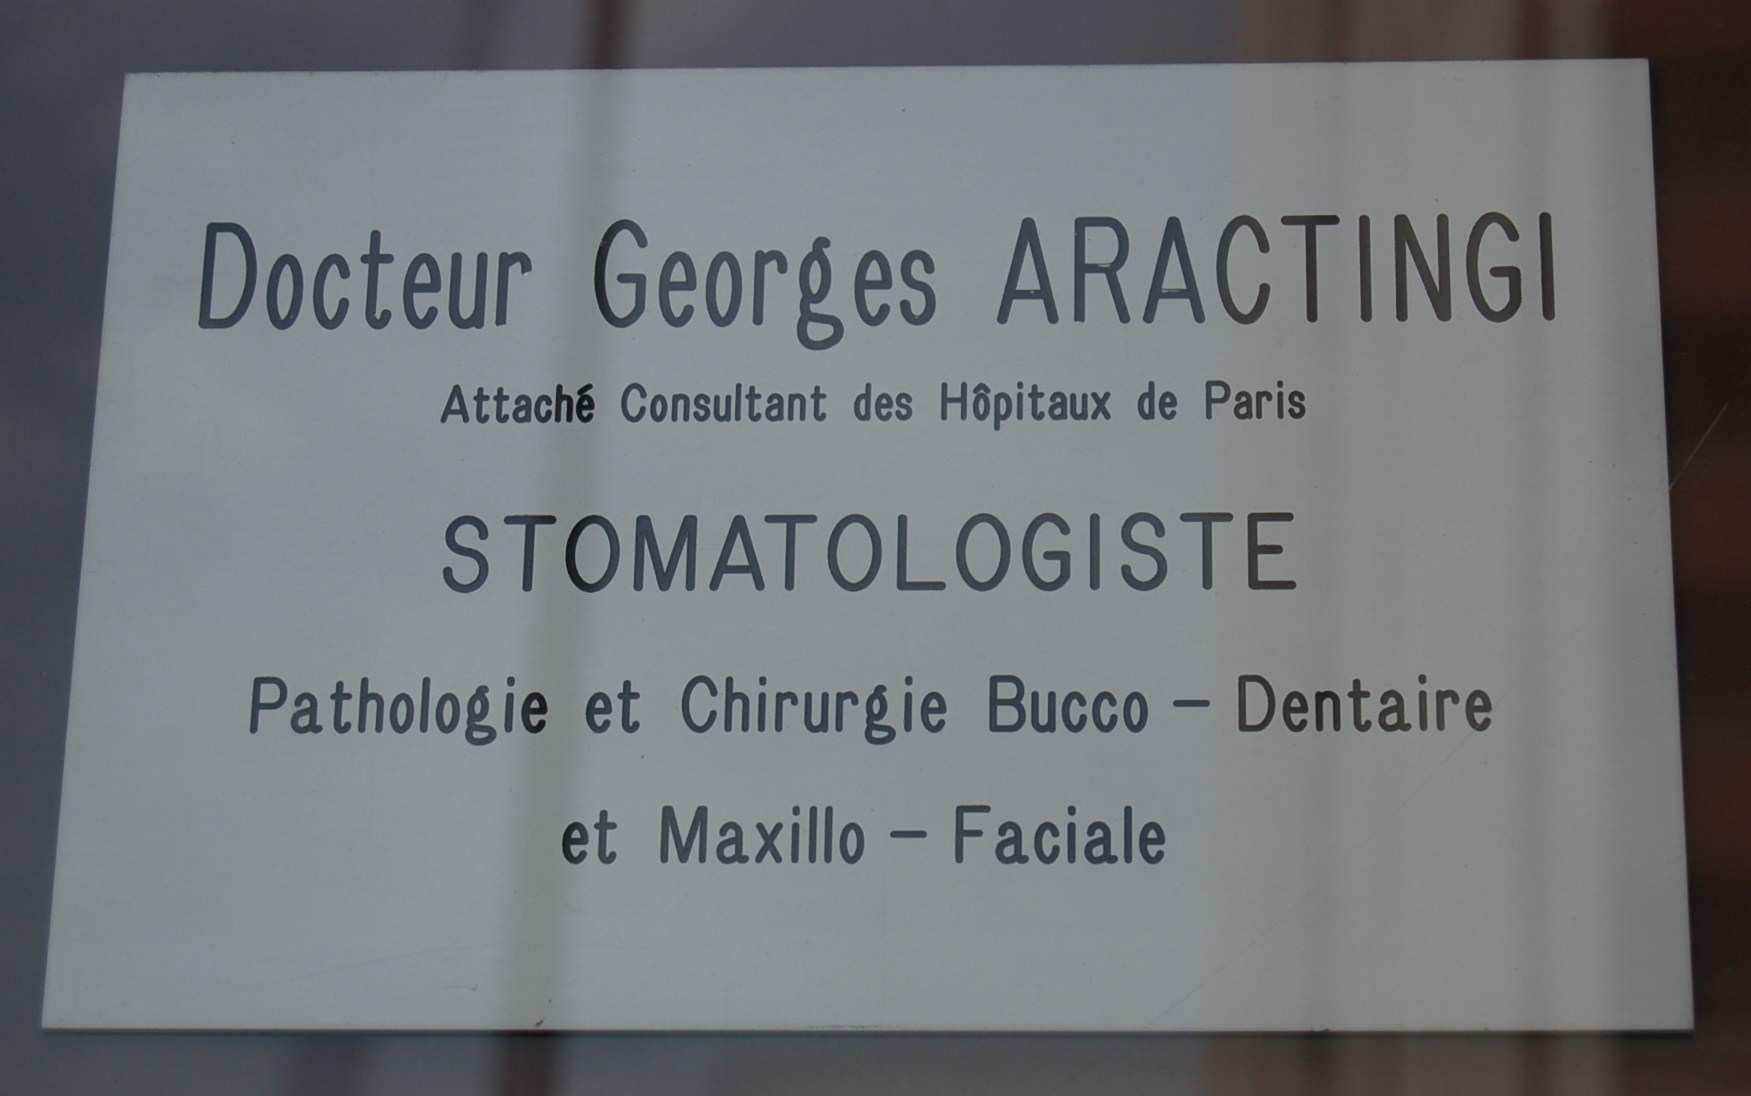 Docteur Georges ARACTINGI
Attaché Consultant des Hôpitaux de Paris
STOMATOLOGISTE
Pathologie et Chirurgie Bucco - Dentaire
et Maxillo - Faciale